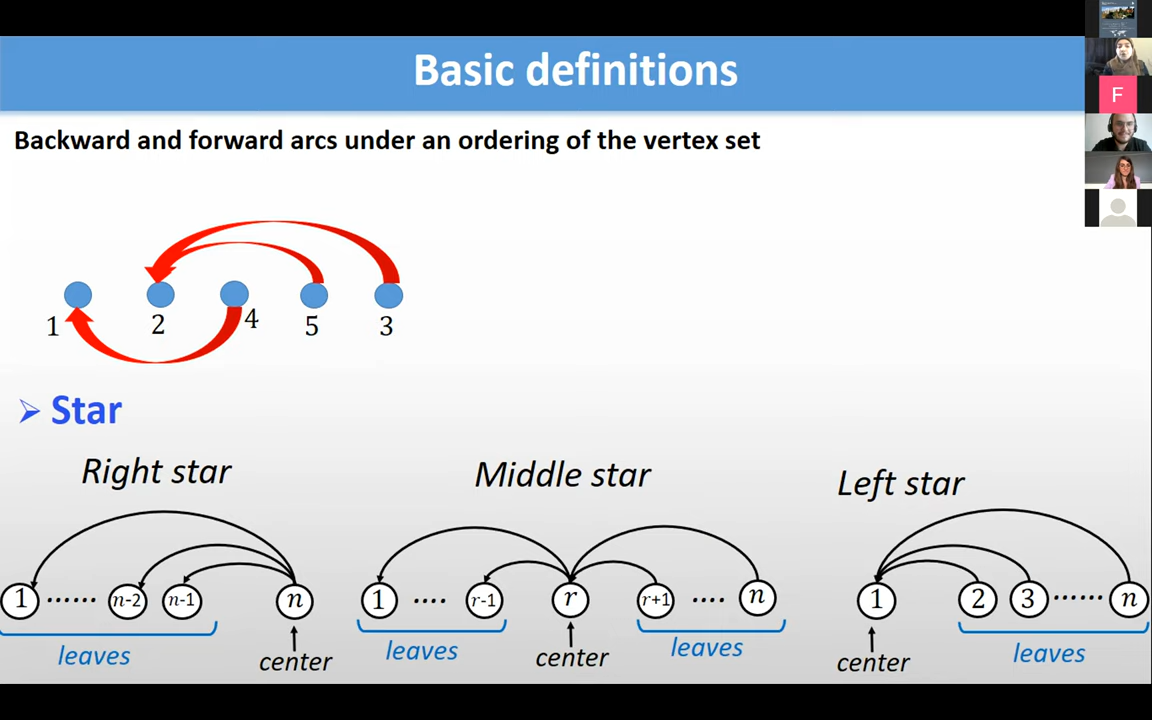 Basic definitions
F
Backward and forward arcs under an ordering of the vertex set
1 2 4 5 3
➢ Star
Right star Middle star Left star
1 ...... n-2 n-1 n 1 .... r-1 r r+1 .... n 1 2 3 ...... n
leaves center leaves center leaves center leaves